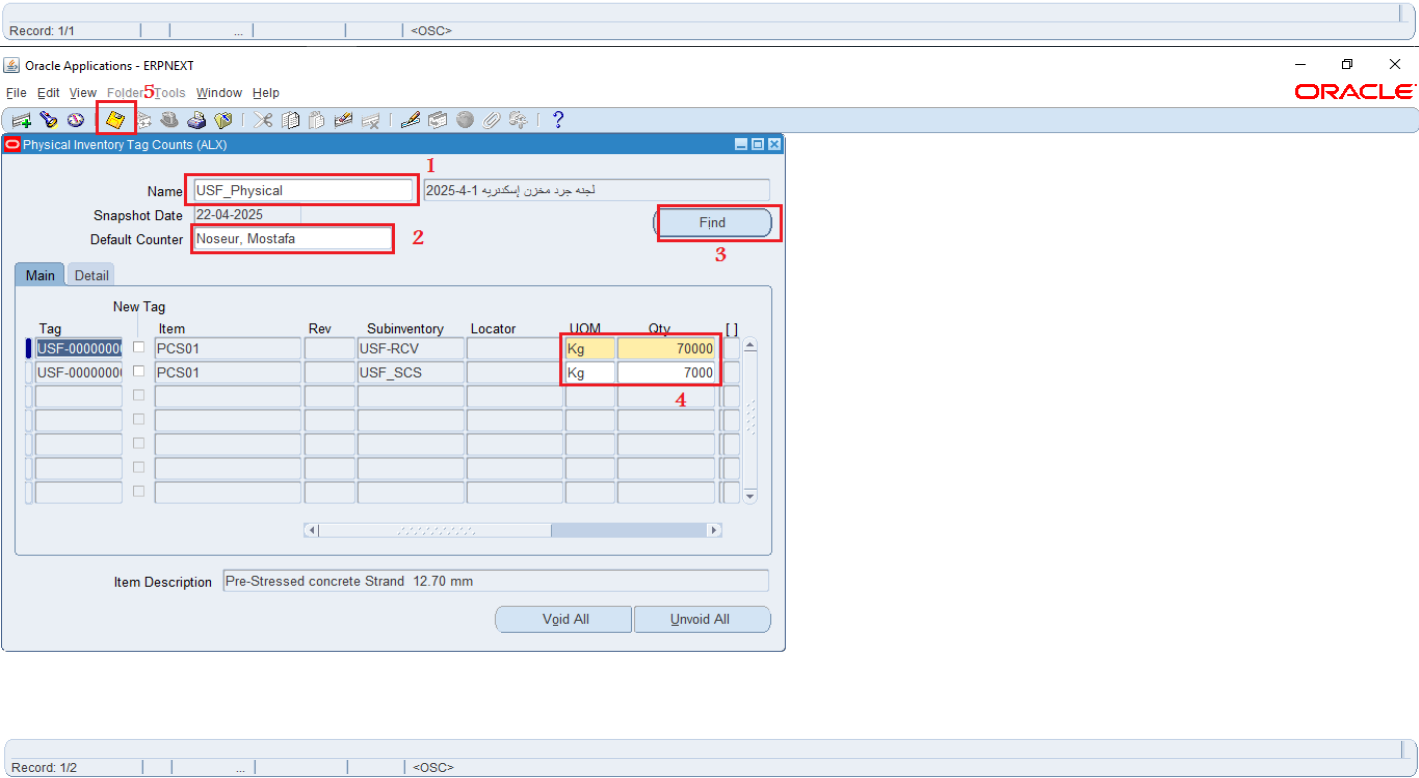 Record: 1/1 ... <OSC>
Oracle Applications - ERPNEXT
File Edit View Folder 5 Tools Window Help
ORACLE
Physical Inventory Tag Counts (ALX)
1
Name USF_Physical لجنه جرد مخزن إسكندريه 1-4-2025
Snapshot Date 22-04-2025
Find
Default Counter Noseur, Mostafa 2
3
Main Detail
New Tag
Tag Item Rev Subinventory Locator UOM Qty [ ]
USF-0000000 PCS01 USF-RCV Kg 70000
USF-0000000 PCS01 USF_SCS Kg 7000
4
Item Description Pre-Stressed concrete Strand 12.70 mm
Void All Unvoid All
Record: 1/2 ... <OSC>